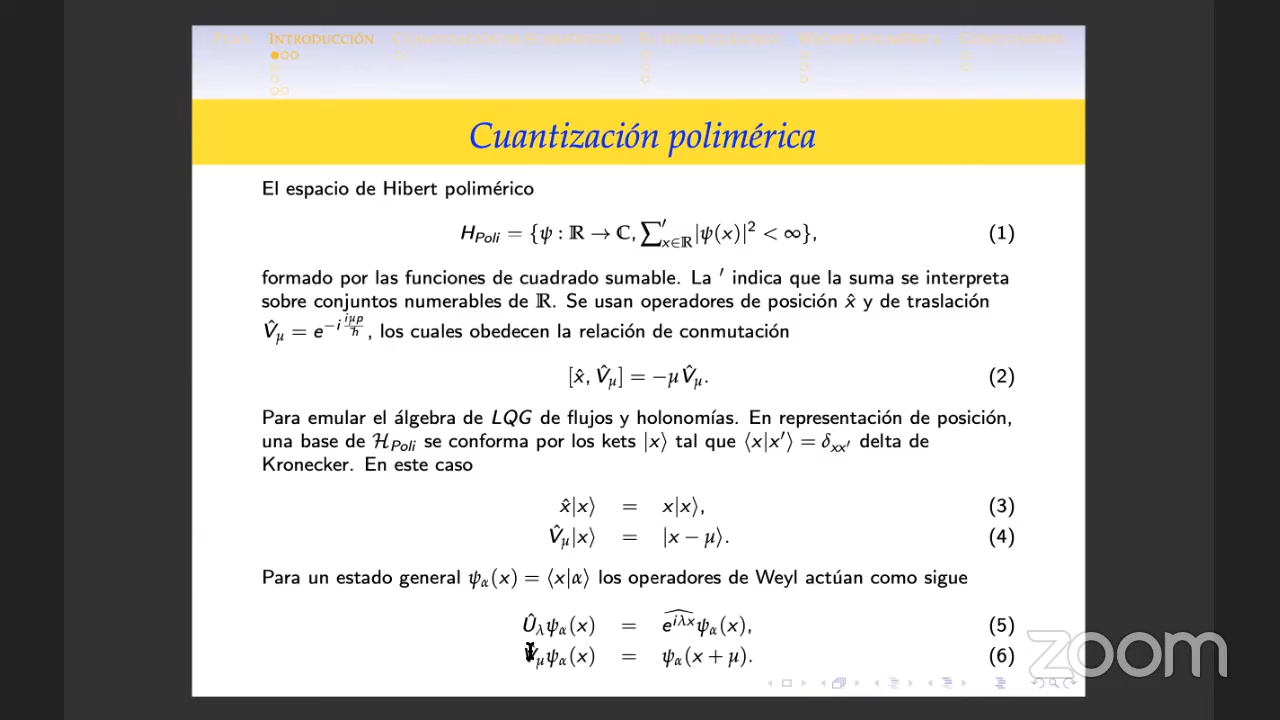 INTRODUCCIÓN
Cuantización polimérica
El espacio de Hibert polimérico
H_Poli = {ψ : ℝ → ℂ, ∑′_{x∈ℝ} |ψ(x)|² < ∞}, (1)
formado por las funciones de cuadrado sumable. La ′ indica que la suma se interpreta
sobre conjuntos numerables de ℝ. Se usan operadores de posición x̂ y de traslación
V̂_μ = e^{−i iμp/ħ}, los cuales obedecen la relación de conmutación
[x̂, V̂_μ] = −μV̂_μ. (2)
Para emular el álgebra de LQG de flujos y holonomías. En representación de posición,
una base de ℋ_Poli se conforma por los kets |x⟩ tal que ⟨x|x′⟩ = δ_{xx′} delta de
Kronecker. En este caso
x̂|x⟩ = x|x⟩, (3)
V̂_μ|x⟩ = |x − μ⟩. (4)
Para un estado general ψ_α(x) = ⟨x|α⟩ los operadores de Weyl actúan como sigue
Û_λψ_α(x) = \widehat{e^{iλx}}ψ_α(x), (5)
V̂_μψ_α(x) = ψ_α(x + μ). (6)
zoom